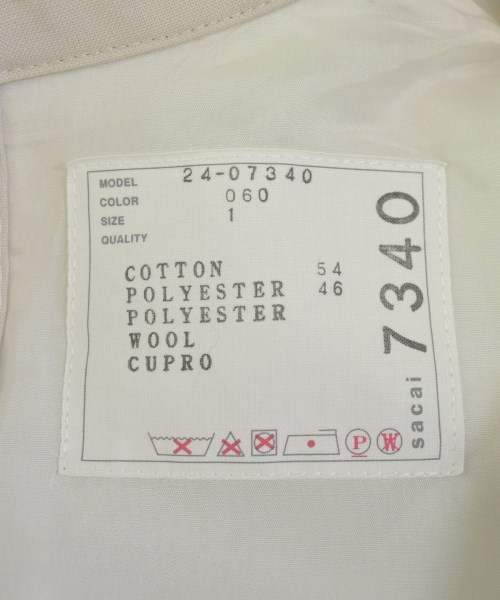 MODEL 24-07340
COLOR 060
SIZE 1
QUALITY
COTTON 54
POLYESTER 46
POLYESTER
WOOL
CUPRO
P W
sacai 7340